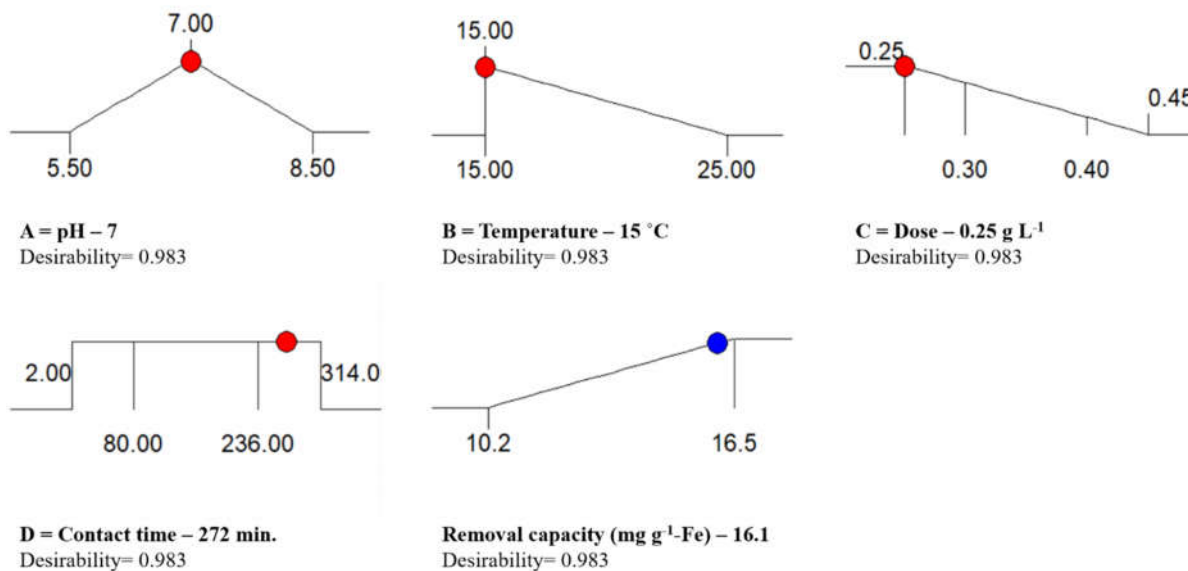 7.00
5.50
8.50
A = pH – 7
Desirability= 0.983
15.00
15.00
25.00
B = Temperature – 15 ˚C
Desirability= 0.983
0.25
0.45
0.30
0.40
C = Dose – 0.25 g L⁻¹
Desirability= 0.983
2.00
314.0
80.00
236.00
D = Contact time – 272 min.
Desirability= 0.983
10.2
16.5
Removal capacity (mg g⁻¹-Fe) – 16.1
Desirability= 0.983